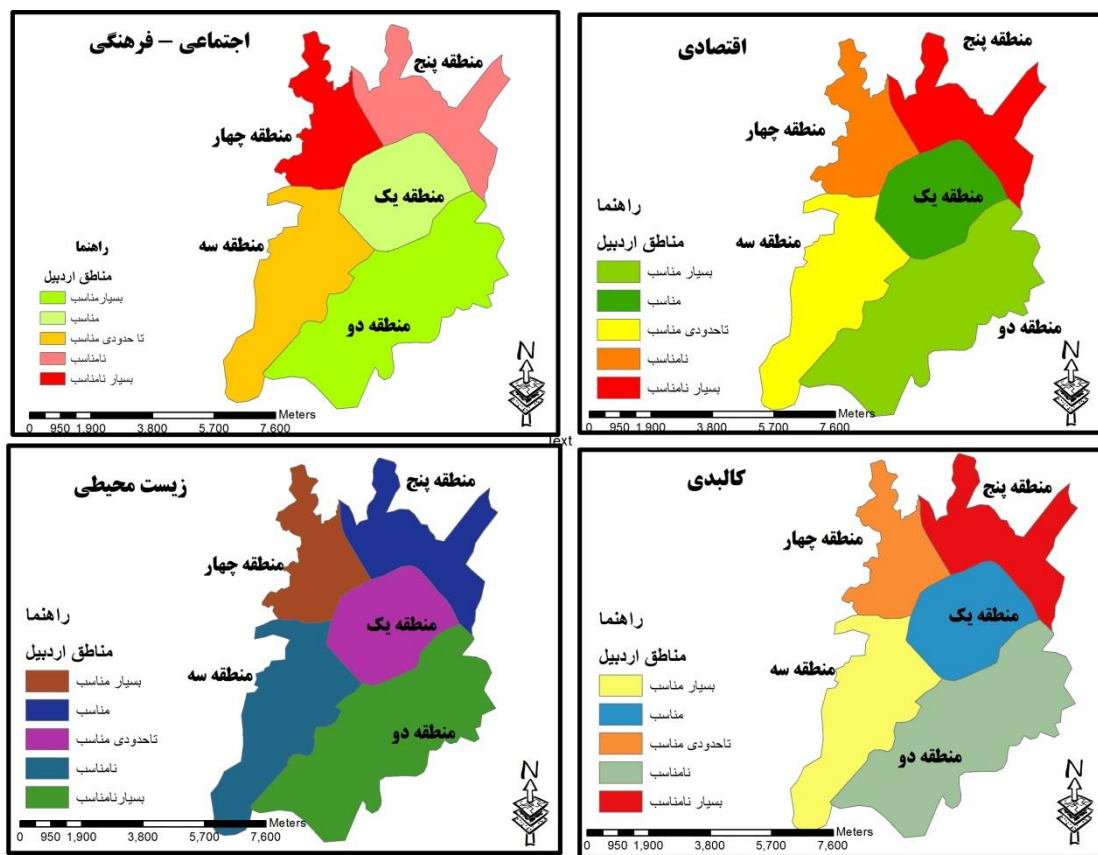 اجتماعی – فرهنگی
منطقه پنج
منطقه چهار
منطقه یک
منطقه سه
منطقه دو
راهنما
مناطق اردبیل
بسیارمناسب
مناسب
تا حدودی مناسب
نامناسب
بسیار نامناسب
N
Meters
0 950 1,900 3,800 5,700 7,600
اقتصادی
منطقه پنج
منطقه چهار
منطقه یک
منطقه سه
منطقه دو
راهنما
مناطق اردبیل
بسیار مناسب
مناسب
تاحدودی مناسب
نامناسب
بسیار نامناسب
N
Meters
0 950 1,900 3,800 5,700 7,600
Text
زیست محیطی
منطقه پنج
منطقه چهار
منطقه یک
منطقه سه
منطقه دو
راهنما
مناطق اردبیل
بسیار مناسب
مناسب
تاحدودی مناسب
نامناسب
بسیارنامناسب
N
Meters
0 950 1,900 3,800 5,700 7,600
کالبدی
منطقه پنج
منطقه چهار
منطقه یک
منطقه سه
منطقه دو
راهنما
مناطق اردبیل
بسیار مناسب
مناسب
تاحدودی مناسب
نامناسب
بسیار نامناسب
N
Meters
0 950 1,900 3,800 5,700 7,600